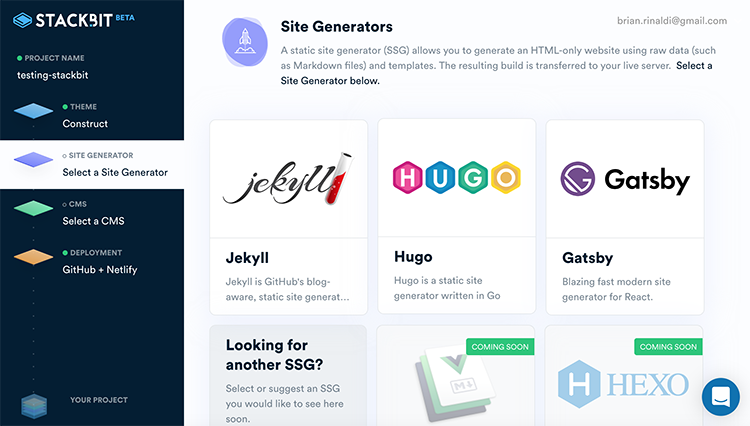 STACKBIT BETA
PROJECT NAME
testing-stackbit
THEME
Construct
SITE GENERATOR
Select a Site Generator
CMS
Select a CMS
DEPLOYMENT
GitHub + Netlify
YOUR PROJECT
brian.rinaldi@gmail.com
Site Generators
A static site generator (SSG) allows you to generate an HTML-only website using raw data (such
as Markdown files) and templates. The resulting build is transferred to your live server. Select a
Site Generator below.
jekyll
Jekyll
Jekyll is GitHub's blog-
aware, static site generat...
HUGO
Hugo
Hugo is a static site
generator written in Go
Gatsby
Gatsby
Blazing fast modern site
generator for React.
Looking for
another SSG?
Select or suggest an SSG
you would like to see here
soon.
COMING SOON
M
COMING SOON
H HEXO